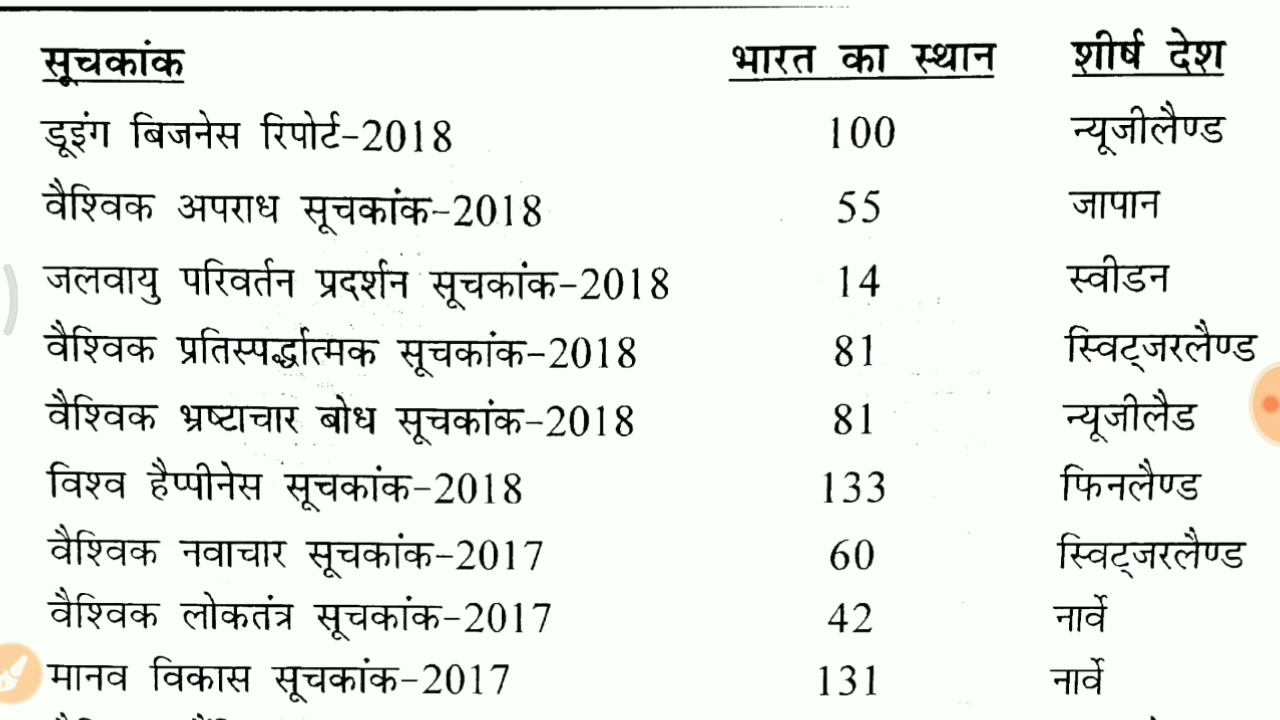 सूचकांक भारत का स्थान शीर्ष देश
डूइंग बिजनेस रिपोर्ट-2018 100 न्यूजीलैण्ड
वैश्विक अपराध सूचकांक-2018 55 जापान
जलवायु परिवर्तन प्रदर्शन सूचकांक-2018 14 स्वीडन
वैश्विक प्रतिस्पर्द्धात्मक सूचकांक-2018 81 स्विट्जरलैण्ड
वैश्विक भ्रष्टाचार बोध सूचकांक-2018 81 न्यूजीलैड
विश्व हैप्पीनेस सूचकांक-2018 133 फिनलैण्ड
वैश्विक नवाचार सूचकांक-2017 60 स्विट्जरलैण्ड
वैश्विक लोकतंत्र सूचकांक-2017 42 नार्वे
मानव विकास सूचकांक-2017 131 नार्वे